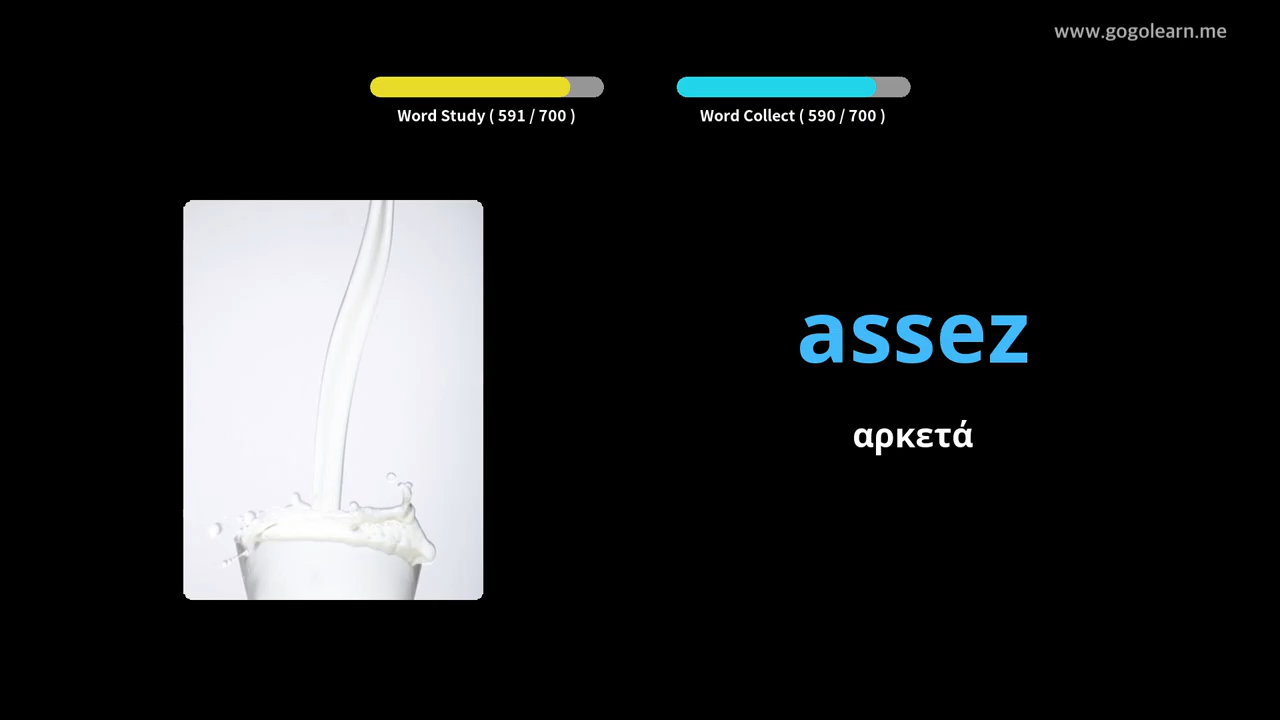 www.gogolearn.me
Word Study ( 591 / 700 )
Word Collect ( 590 / 700 )
assez
αρκετά